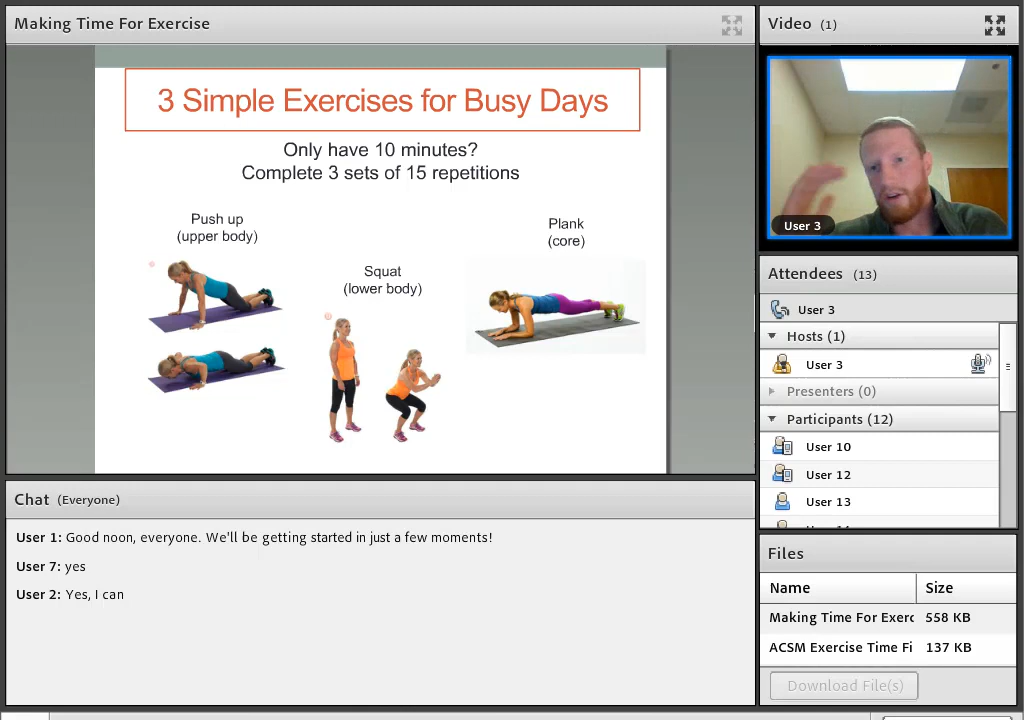 Making Time For Exercise
3 Simple Exercises for Busy Days
Only have 10 minutes?
Complete 3 sets of 15 repetitions
Push up
(upper body)
Squat
(lower body)
Plank
(core)
Chat (Everyone)
User 1: Good noon, everyone. We'll be getting started in just a few moments!
User 7: yes
User 2: Yes, I can
Video (1)
User 3
Attendees (13)
User 3
Hosts (1)
User 3
Presenters (0)
Participants (12)
User 10
User 12
User 13
Files
Name Size
Making Time For Exerc 558 KB
ACSM Exercise Time Fi 137 KB
Download File(s)